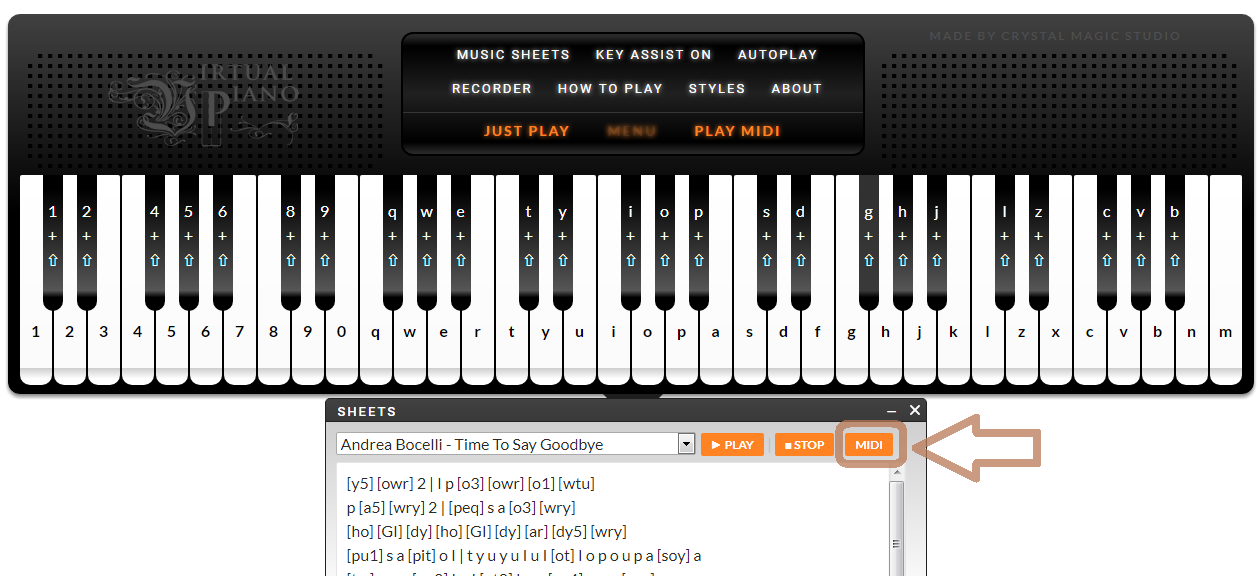 MADE BY CRYSTAL MAGIC STUDIO
VIRTUAL
PIANO
MUSIC SHEETS KEY ASSIST ON AUTOPLAY
RECORDER HOW TO PLAY STYLES ABOUT
JUST PLAY MENU PLAY MIDI
1 2 4 5 6 8 9 q w e t y i o p s d g h j l z c v b
+ + + + + + + + + + + + + + + + + + + + + + + + +
⇧ ⇧ ⇧ ⇧ ⇧ ⇧ ⇧ ⇧ ⇧ ⇧ ⇧ ⇧ ⇧ ⇧ ⇧ ⇧ ⇧ ⇧ ⇧ ⇧ ⇧ ⇧ ⇧ ⇧ ⇧
1 2 3 4 5 6 7 8 9 0 q w e r t y u i o p a s d f g h j k l z x c v b n m
SHEETS
Andrea Bocelli - Time To Say Goodbye PLAY STOP MIDI
[y5] [owr] 2 | I p [o3] [owr] [o1] [wtu]
p [a5] [wry] 2 | [peq] s a [o3] [wry]
[ho] [GI] [dy] [ho] [GI] [dy] [ar] [dy5] [wry]
[pu1] s a [pit] o I | t y u y u I u I [ot] I o p o u p a [soy] a